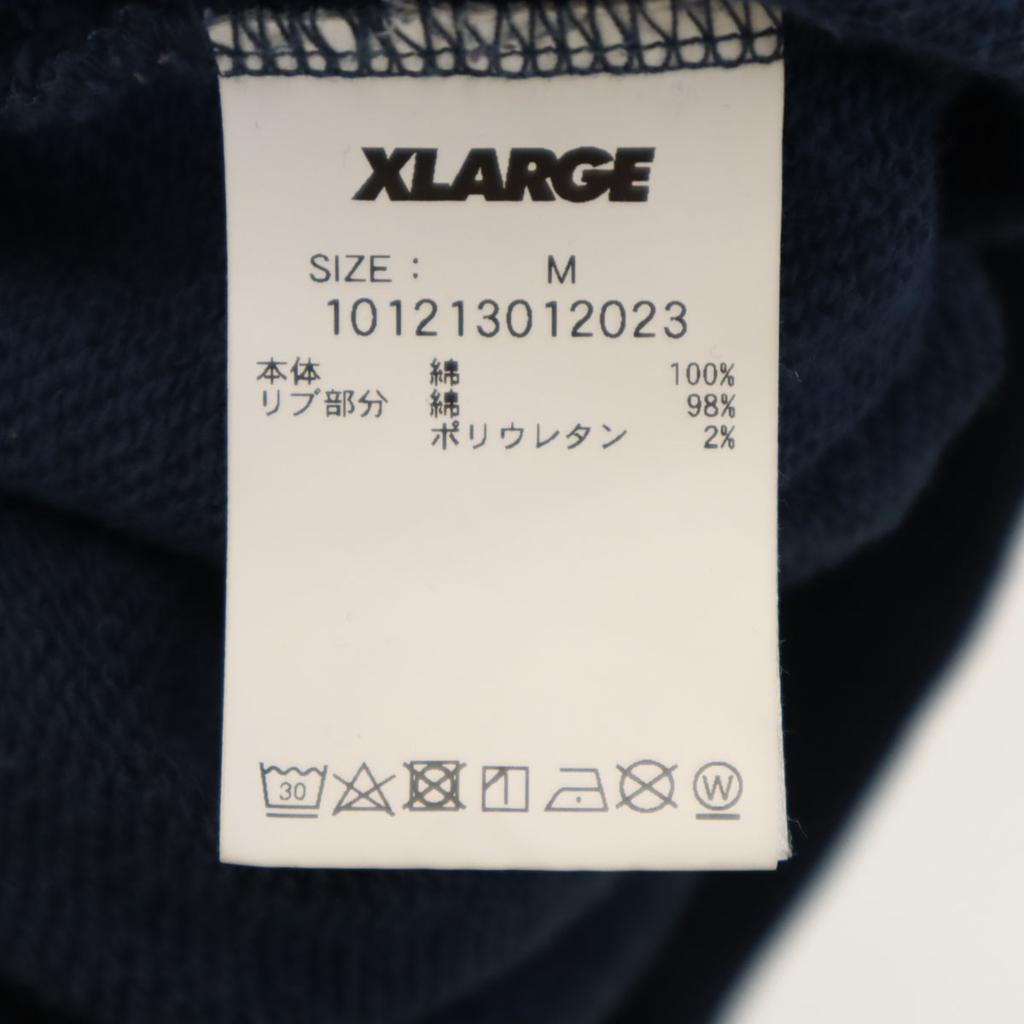 XLARGE
SIZE : M
101213012023
本体 綿 100%
リブ部分 綿 98%
ポリウレタン 2%
30 W